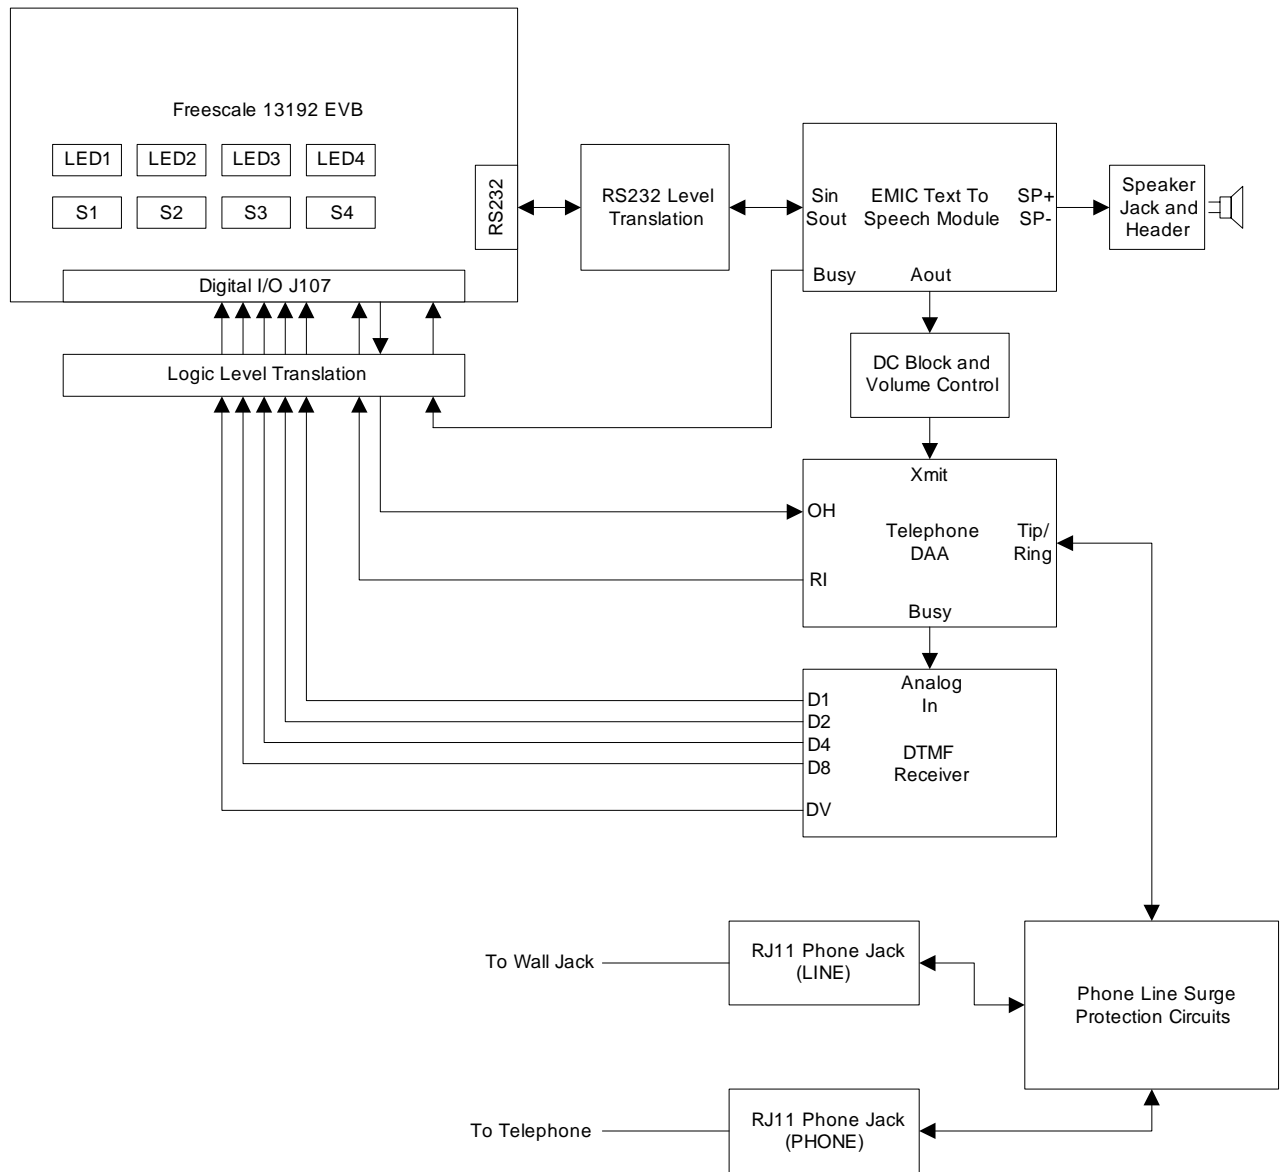 Freescale 13192 EVB
LED1
LED2
LED3
LED4
S1
S2
S3
S4
RS232
Digital I/O J107
Logic Level Translation
RS232 Level
Translation
Sin
Sout
EMIC Text To
Speech Module
SP+
SP-
Busy
Aout
Speaker
Jack and
Header
DC Block and
Volume Control
Xmit
OH
Telephone
DAA
Tip/
Ring
RI
Busy
Analog
In
D1
D2
D4
D8
DTMF
Receiver
DV
To Wall Jack
RJ11 Phone Jack
(LINE)
Phone Line Surge
Protection Circuits
To Telephone
RJ11 Phone Jack
(PHONE)